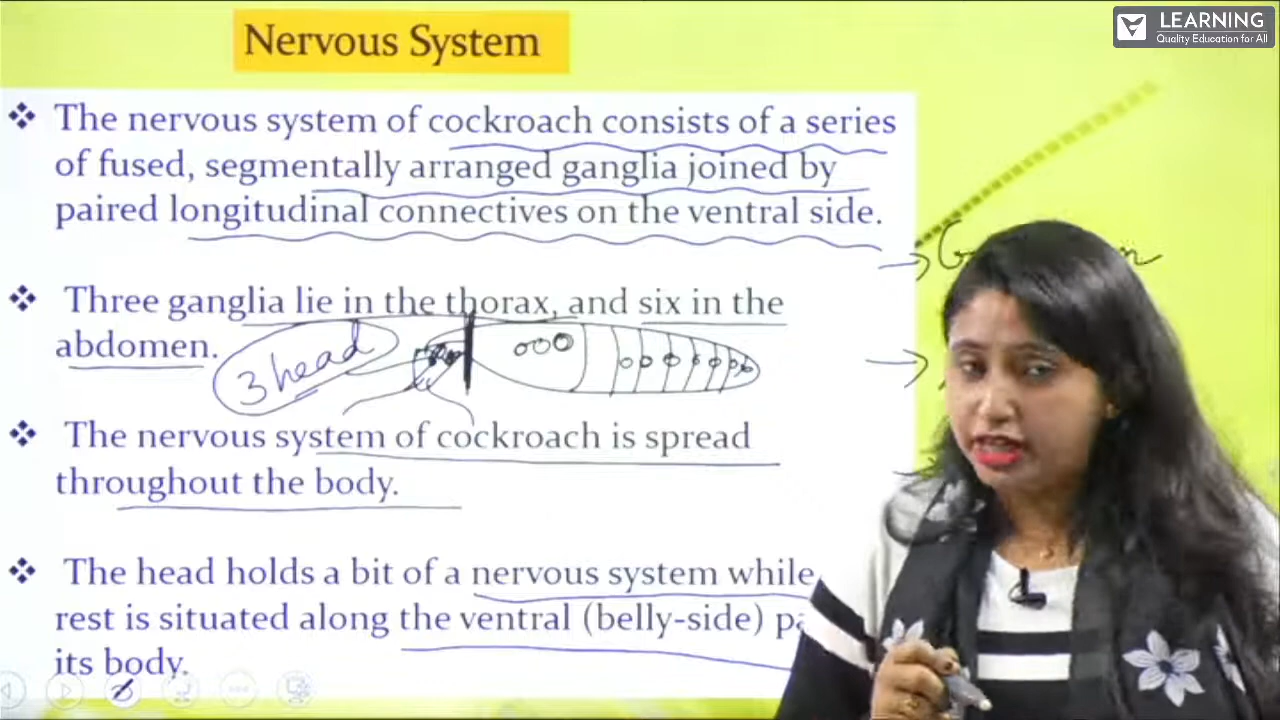 LEARNING
Quality Education for All
Nervous System
❖ The nervous system of cockroach consists of a series
of fused, segmentally arranged ganglia joined by
paired longitudinal connectives on the ventral side.
❖ Three ganglia lie in the thorax, and six in the
abdomen.
3 head
❖ The nervous system of cockroach is spread
throughout the body.
❖ The head holds a bit of a nervous system while
rest is situated along the ventral (belly-side)
its body.